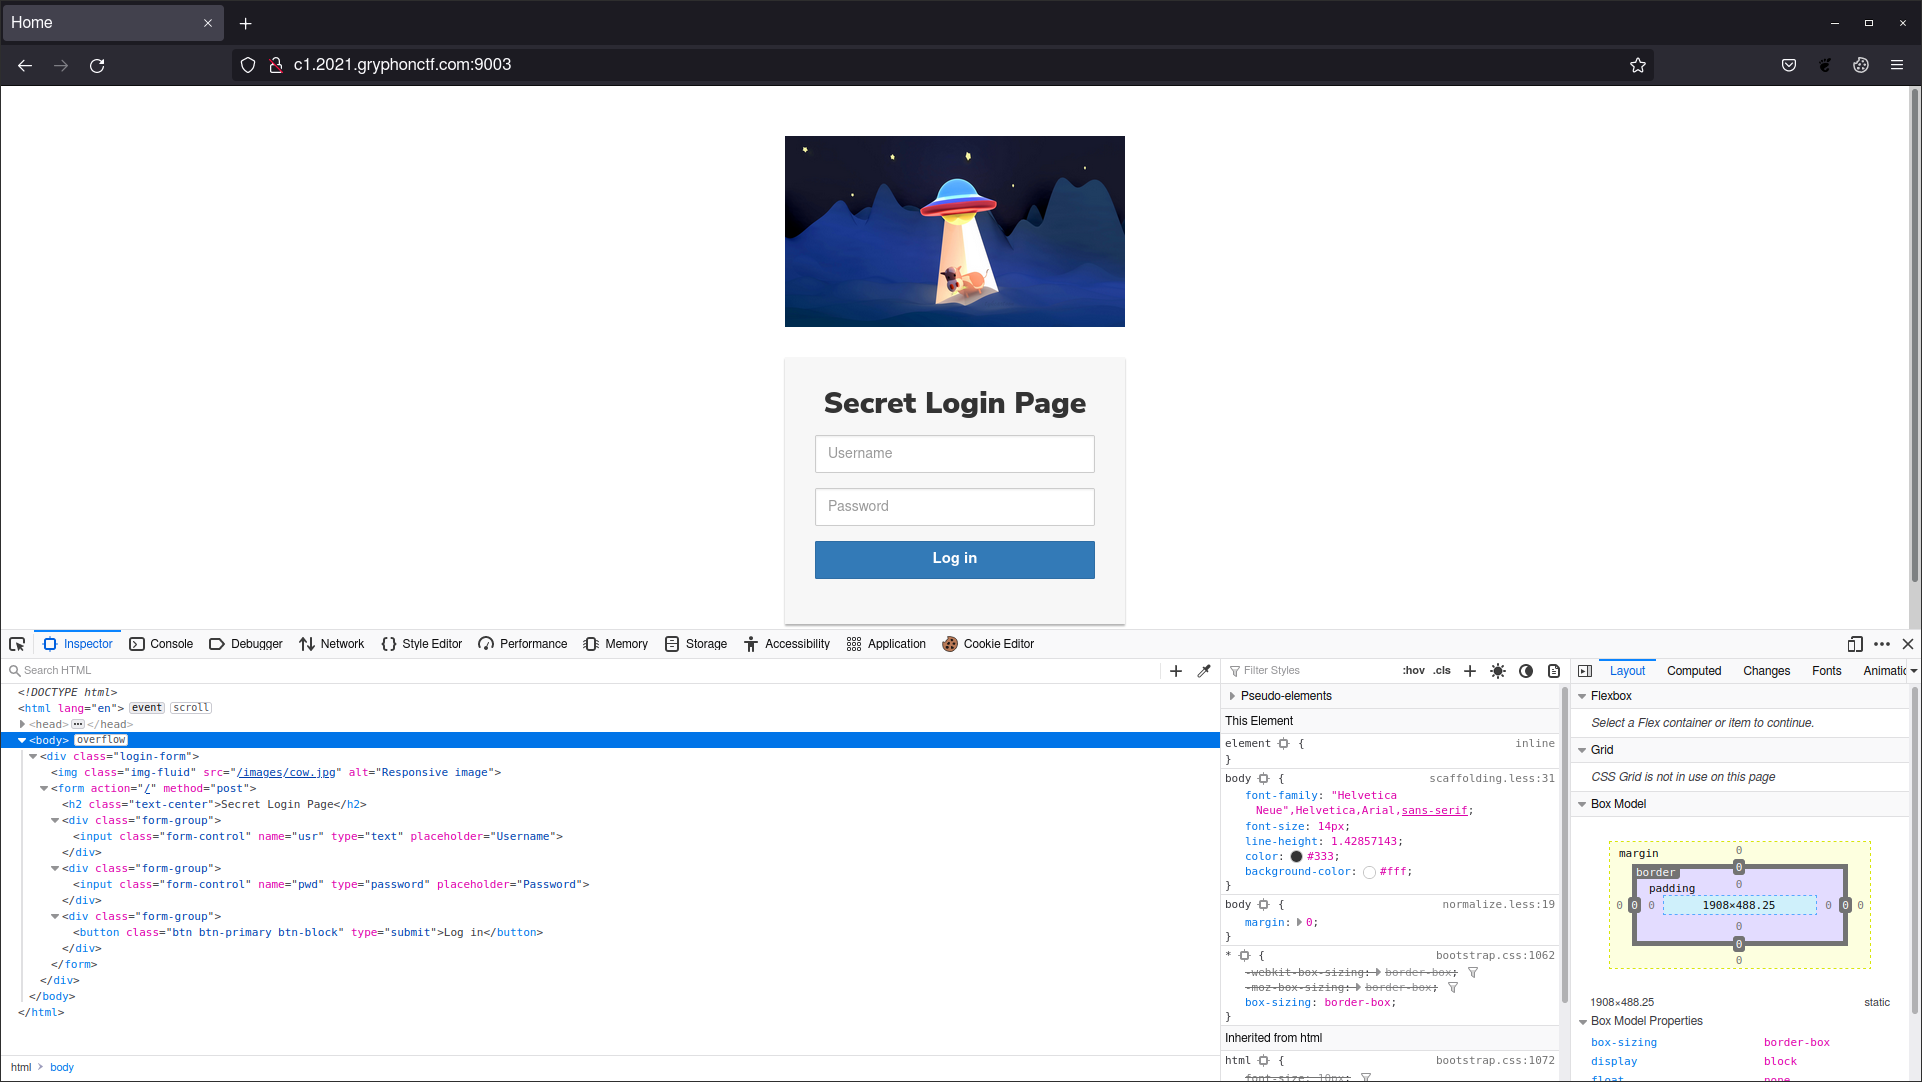 Home
c1.2021.gryphonctf.com:9003
Secret Login Page
Username
Password
Log in
Inspector Console Debugger Network Style Editor Performance Memory Storage Accessibility Application Cookie Editor
Search HTML
<!DOCTYPE html>
<html lang="en"> event scroll
<head> ••• </head>
<body> overflow
<div class="login-form">
<img class="img-fluid" src="/images/cow.jpg" alt="Responsive image">
<form action="/" method="post">
<h2 class="text-center">Secret Login Page</h2>
<div class="form-group">
<input class="form-control" name="usr" type="text" placeholder="Username">
</div>
<div class="form-group">
<input class="form-control" name="pwd" type="password" placeholder="Password">
</div>
<div class="form-group">
<button class="btn btn-primary btn-block" type="submit">Log in</button>
</div>
</form>
</div>
</body>
</html>
html > body
Filter Styles :hov .cls
Pseudo-elements
This Element
element { inline
}
body { scaffolding.less:31
font-family: "Helvetica
Neue",Helvetica,Arial,sans-serif;
font-size: 14px;
line-height: 1.42857143;
color: #333;
background-color: #fff;
}
body { normalize.less:19
margin: 0;
}
* { bootstrap.css:1062
-webkit-box-sizing: border-box;
-moz-box-sizing: border-box;
box-sizing: border-box;
}
Inherited from html
html { bootstrap.css:1072
font-size: 10px;
Layout Computed Changes Fonts Animatic
Flexbox
Select a Flex container or item to continue.
Grid
CSS Grid is not in use on this page
Box Model
margin 0
border 0
padding 0
0 0 0 1908×488.25 0 0 0
0
0
0
1908×488.25 static
Box Model Properties
box-sizing border-box
display block
float none